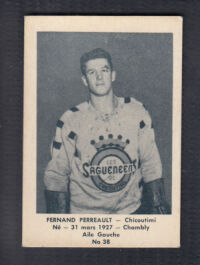 LES
SAGUENEENS
FERNAND PERREAULT — Chicoutimi
Né — 31 mars 1927 — Chambly
Aile Gauche
No 38